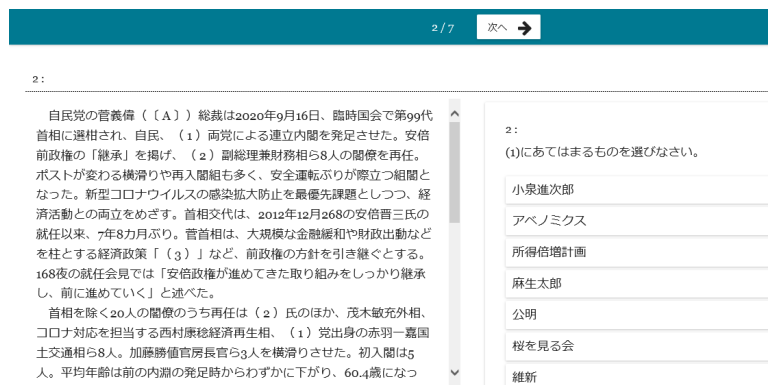 2/7 次へ
2:
自民党の菅義偉（〔A〕）総裁は2020年9月16日、臨時国会で第99代
首相に選柑され、自民、（1）両党による連立内閣を発足させた。安倍
前政権の「継承」を掲げ、（2）副総理兼財務相ら8人の閣僚を再任。
ポストが変わる横滑りや再入閣組も多く、安全運転ぶりが際立つ組閣と
なった。新型コロナウイルスの感染拡大防止を最優先課題としつつ、経
済活動との両立をめざす。首相交代は、2012年12月268の安倍晋三氏の
就任以来、7年8カ月ぶり。菅首相は、大規模な金融緩和や財政出動など
を柱とする経済政策「（3）」など、前政権の方針を引き継ぐとする。
168夜の就任会見では「安倍政権が進めてきた取り組みをしっかり継承
し、前に進めていく」と述べた。
首相を除く20人の閣僚のうち再任は（2）氏のほか、茂木敏充外相、
コロナ対応を担当する西村康稔経済再生相、（1）党出身の赤羽一嘉国
土交通相ら8人。加藤勝値官房長官ら3人を横滑りさせた。初入閣は5
人。平均年齢は前の内淵の発足時からわずかに下がり、60.4歳になっ
2:
(1)にあてはまるものを選びなさい。
小泉進次郎
アベノミクス
所得倍増計画
麻生太郎
公明
桜を見る会
維新